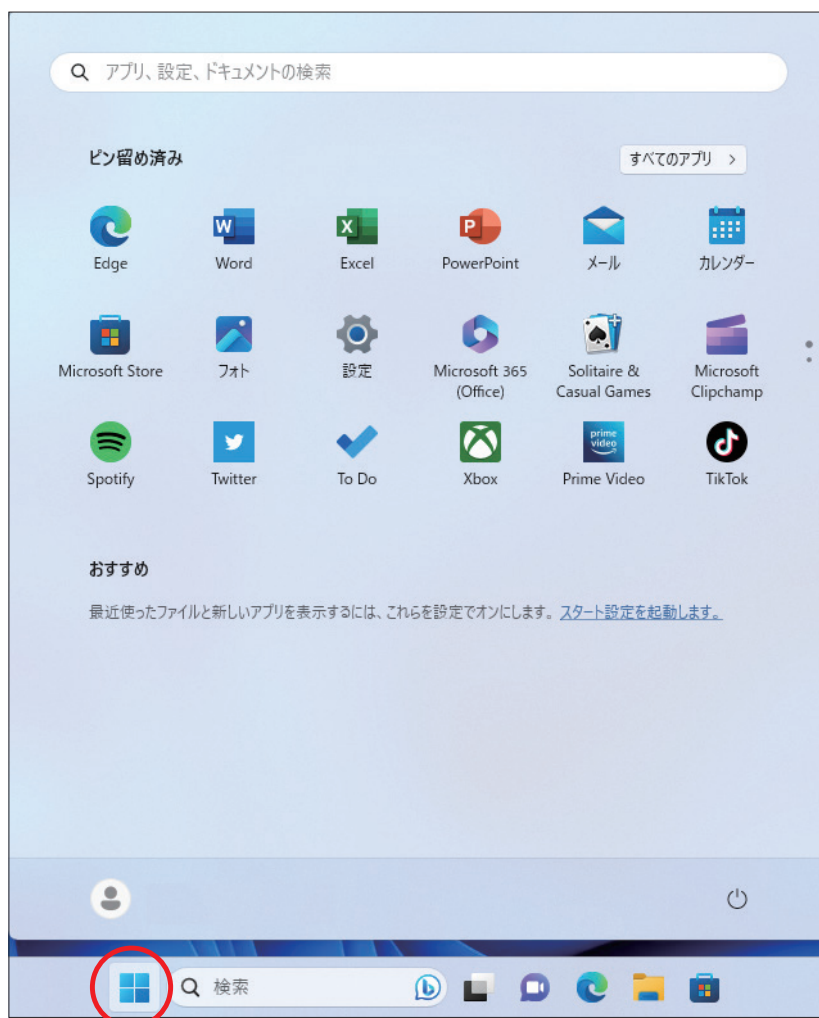 アプリ、設定、ドキュメントの検索
ピン留め済み
すべてのアプリ >
Edge
Word
Excel
PowerPoint
メール
カレンダー
Microsoft Store
フォト
設定
Microsoft 365
(Office)
Solitaire &
Casual Games
Microsoft
Clipchamp
prime
video
Spotify
Twitter
To Do
Xbox
Prime Video
TikTok
おすすめ
最近使ったファイルと新しいアプリを表示するには、これらを設定でオンにします。 スタート設定を起動します。
検索